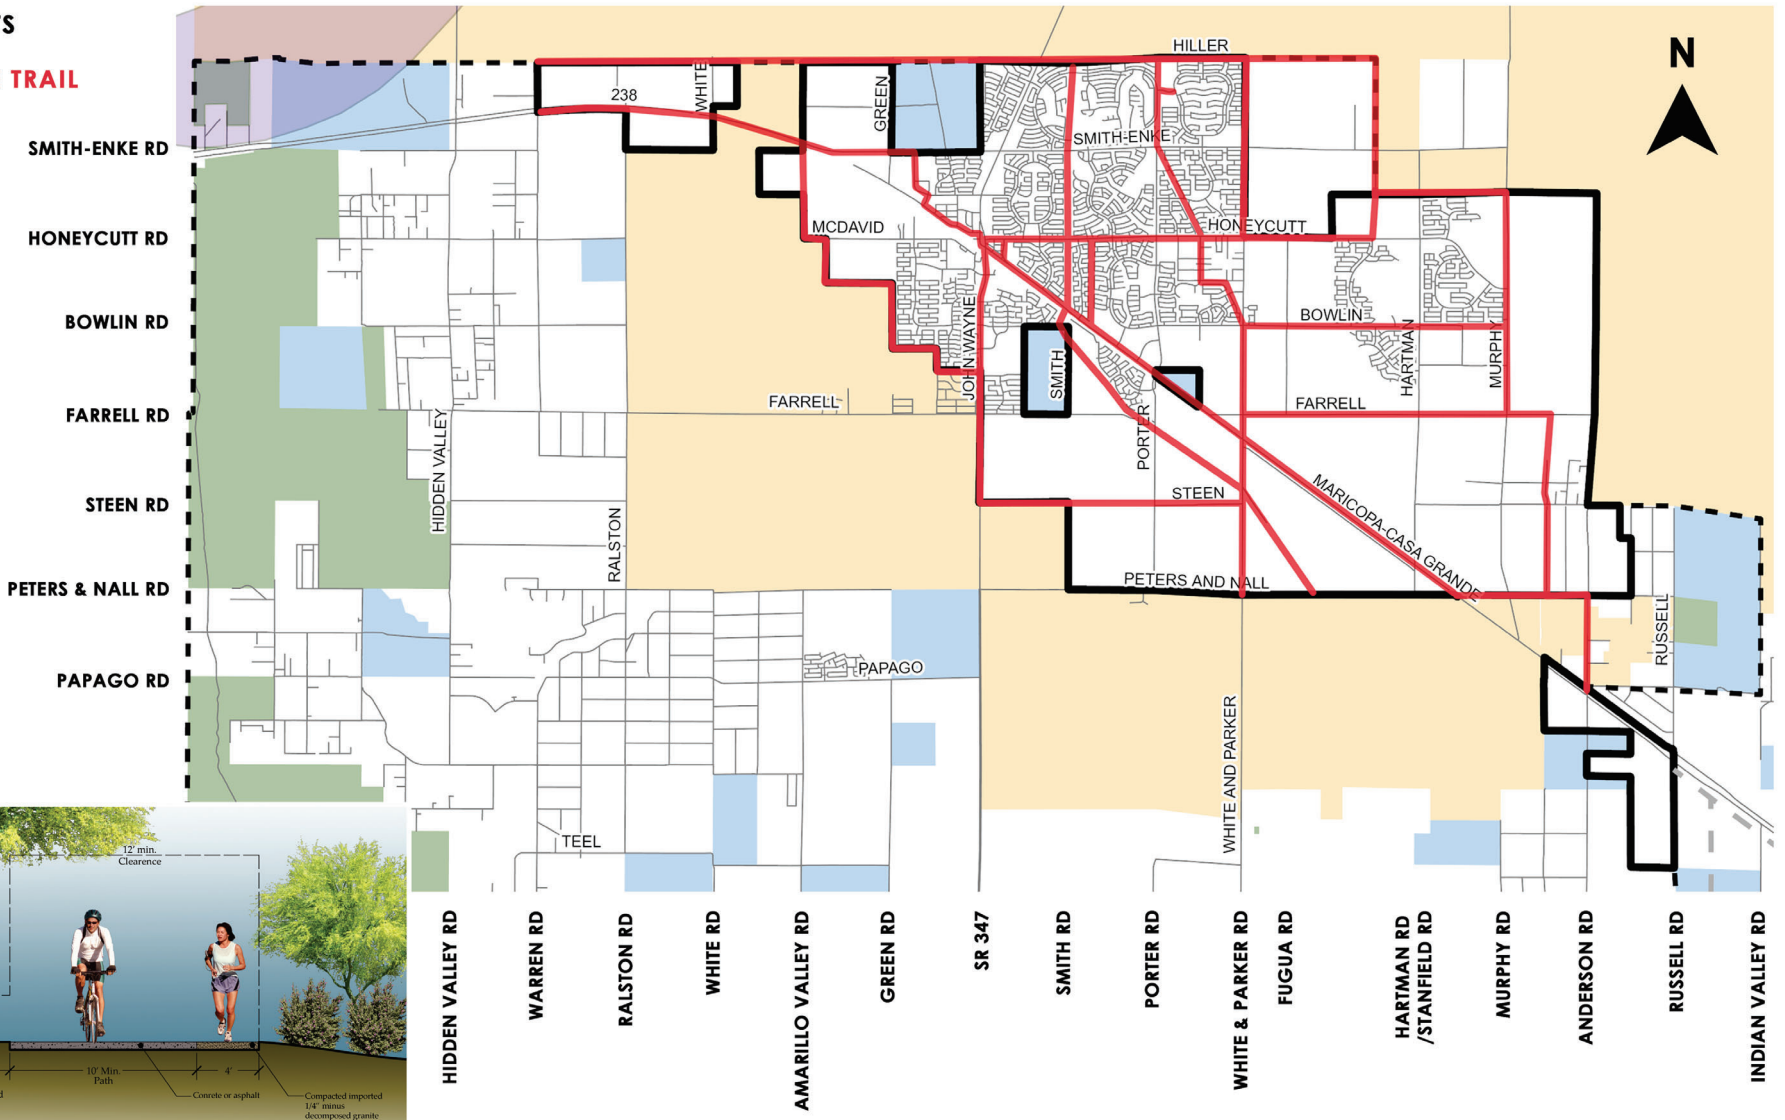 TRAIL
N
HILLER
WHITE
238
GREEN
SMITH-ENKE
SMITH-ENKE RD
HONEYCUTT RD
MCDAVID
HONEYCUTT
BOWLIN RD
JOHN WAYNE
BOWLIN
SMITH
HARTMAN
MURPHY
FARRELL RD
FARRELL
FARRELL
HIDDEN VALLEY
PORTER
STEEN RD
STEEN
MARICOPA-CASA GRANDE
RALSTON
PETERS & NALL RD
PETERS AND NALL
RUSSELL
PAPAGO RD
PAPAGO
WHITE AND PARKER
TEEL
12' min.
Clearence
10' Min.
Path
4'
Conrete or asphalt
Compacted imported
1/4" minus
decomposed granite
HIDDEN VALLEY RD
WARREN RD
RALSTON RD
WHITE RD
AMARILLO VALLEY RD
GREEN RD
SR 347
SMITH RD
PORTER RD
WHITE & PARKER RD
FUGUA RD
HARTMAN RD
/STANFIELD RD
MURPHY RD
ANDERSON RD
RUSSELL RD
INDIAN VALLEY RD